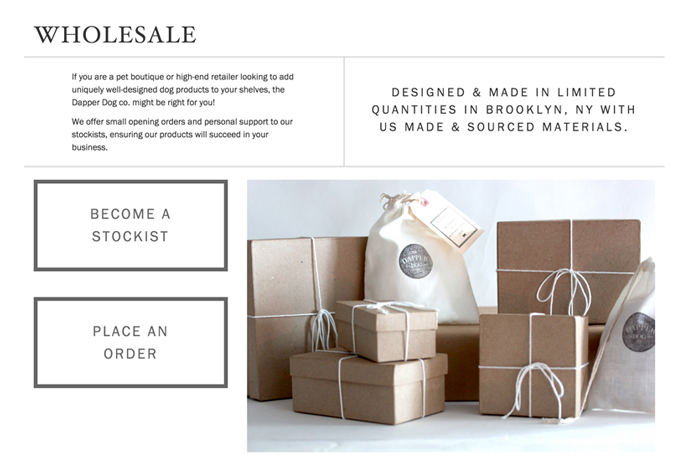 WHOLESALE
If you are a pet boutique or high-end retailer looking to add
uniquely well-designed dog products to your shelves, the
Dapper Dog co. might be right for you!
We offer small opening orders and personal support to our
stockists, ensuring our products will succeed in your
business.
DESIGNED & MADE IN LIMITED
QUANTITIES IN BROOKLYN, NY WITH
US MADE & SOURCED MATERIALS.
BECOME A
STOCKIST
PLACE AN
ORDER
DAPPER
DOG
DAPPER
DOG